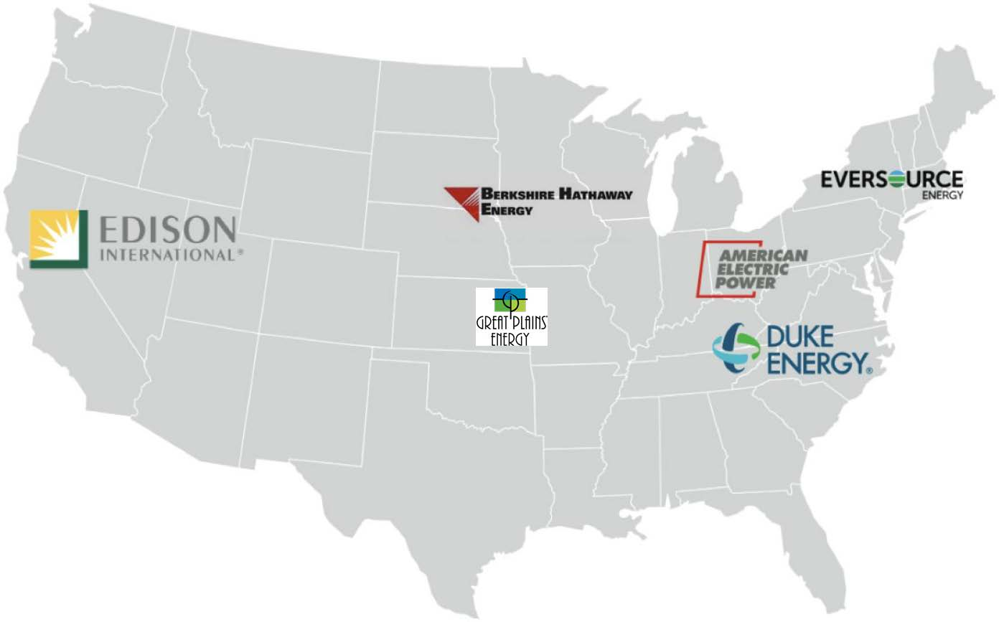 EVERSOURCE
ENERGY
BERKSHIRE HATHAWAY
ENERGY
EDISON
INTERNATIONAL®
AMERICAN
ELECTRIC
POWER
GREAT PLAINS
ENERGY
DUKE
ENERGY®